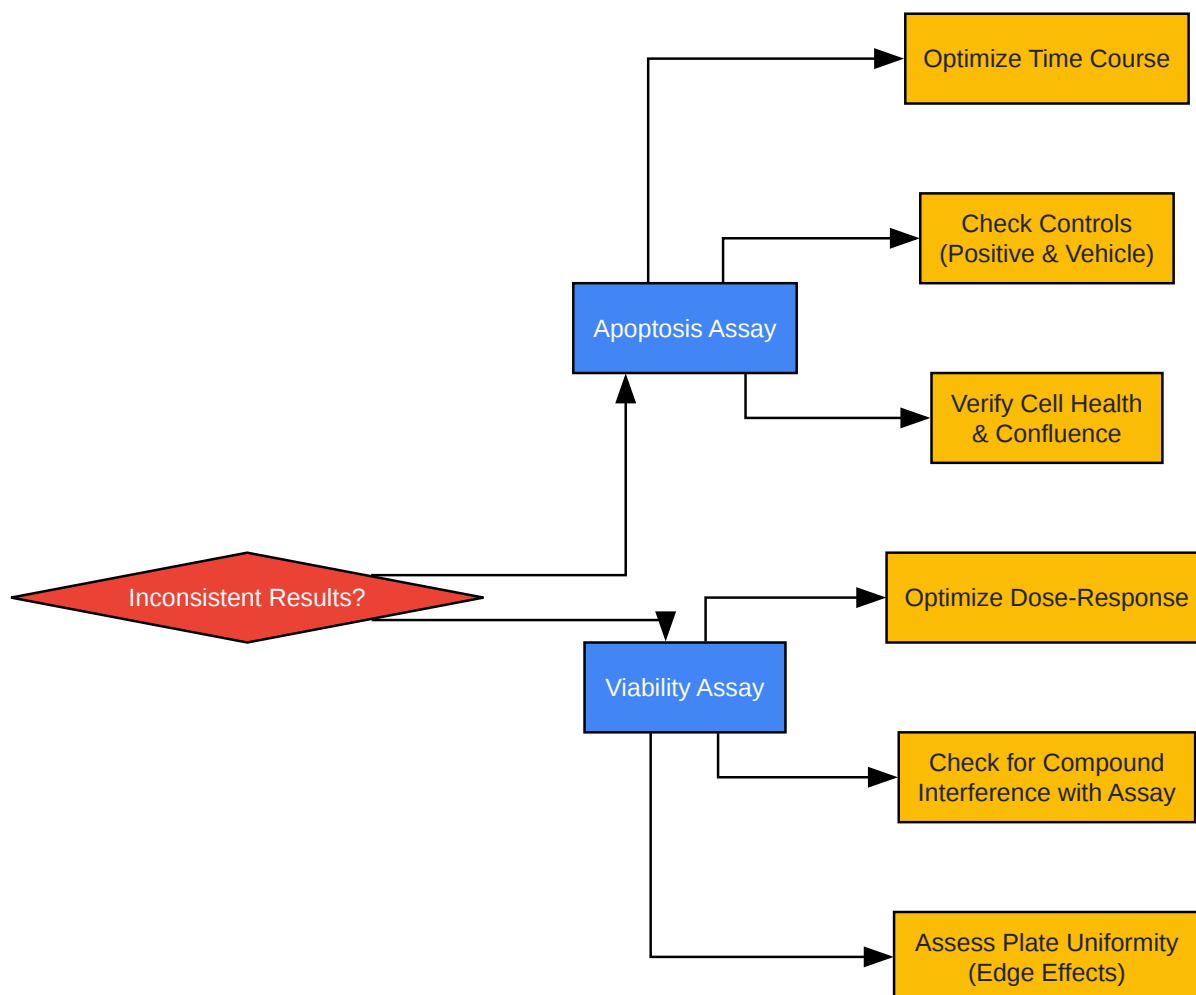 Optimize Time Course
Check Controls
(Positive & Vehicle)
Apoptosis Assay
Verify Cell Health
& Confluence
Inconsistent Results?
Optimize Dose-Response
Viability Assay
Check for Compound
Interference with Assay
Assess Plate Uniformity
(Edge Effects)